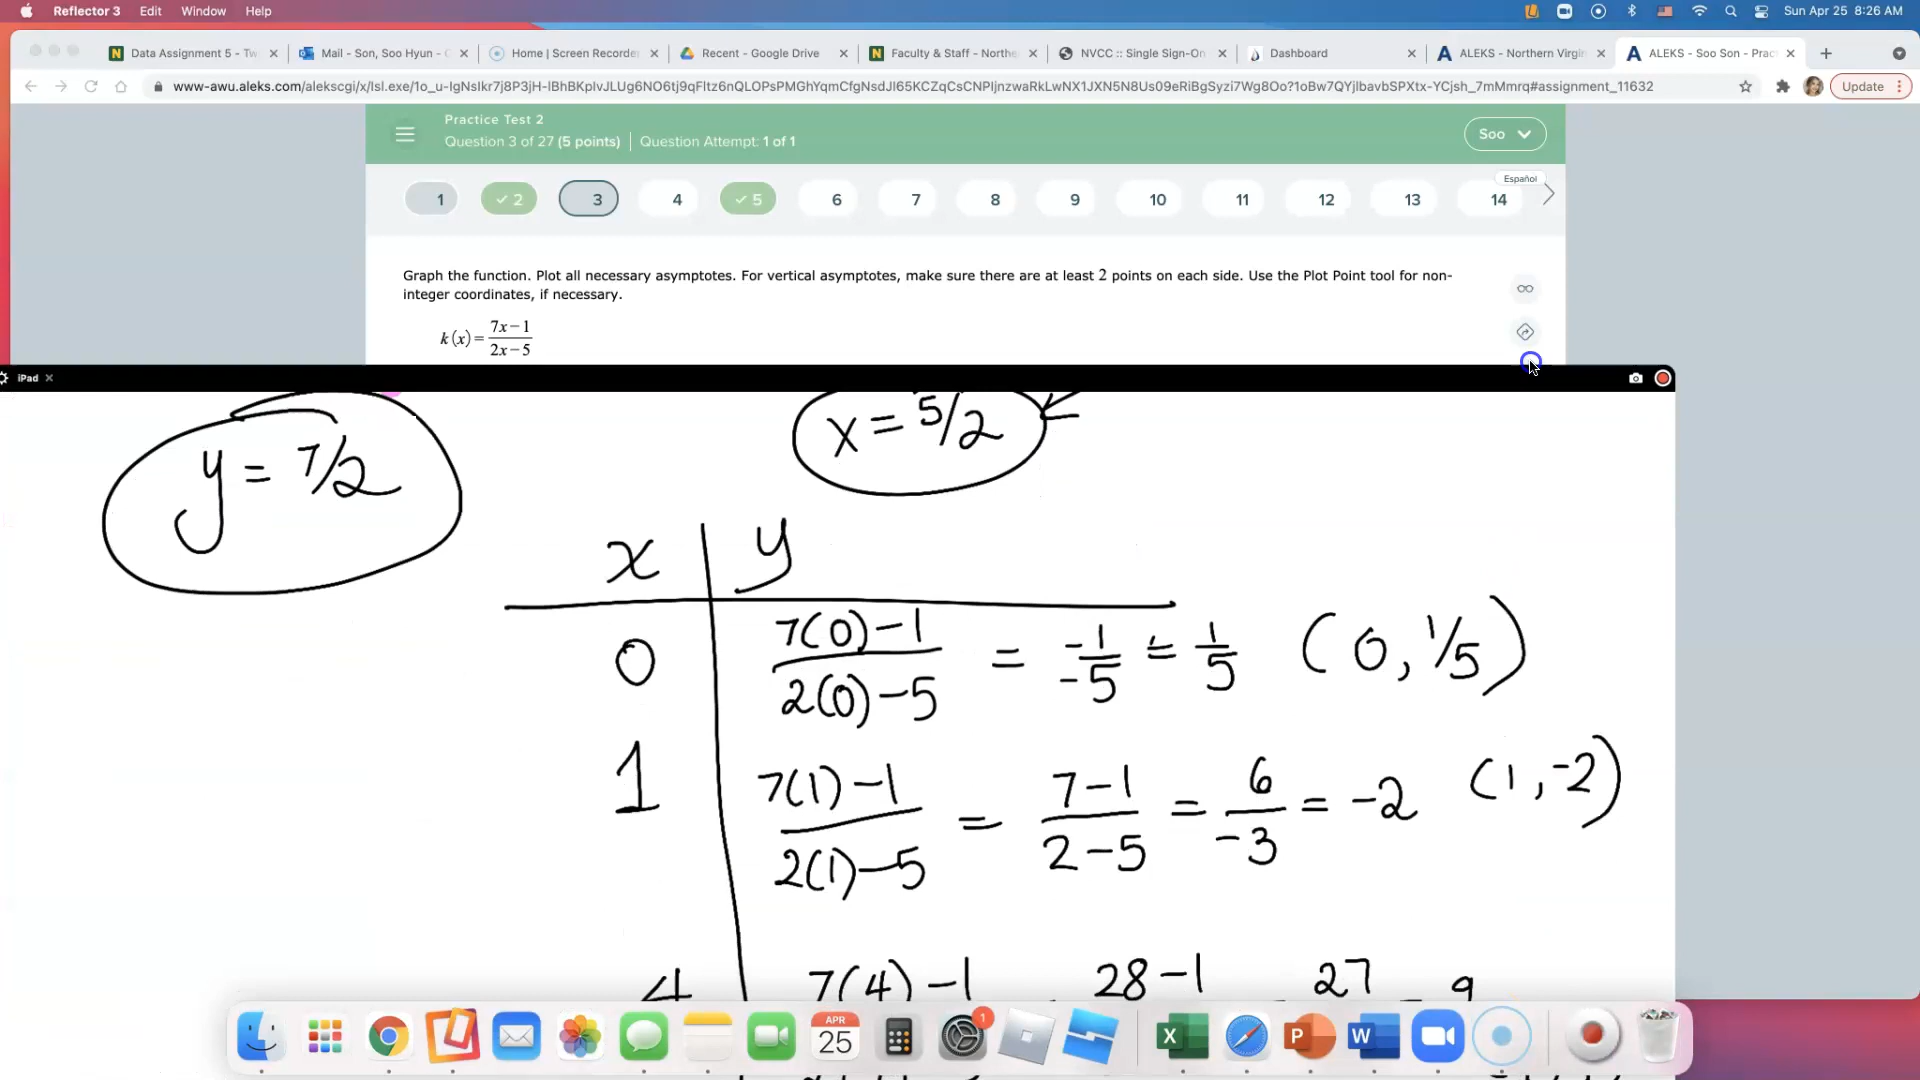 Reflector 3 Edit Window Help Sun Apr 25 8:26 AM
Data Assignment 5 - Tw × Mail - Son, Soo Hyun - × Home | Screen Recorde × Recent - Google Drive × Faculty & Staff - Northe × NVCC :: Single Sign-On × Dashboard × ALEKS - Northern Virgin × ALEKS - Soo Son - Prac × +
Update
Practice Test 2
Question 3 of 27 (5 points) | Question Attempt: 1 of 1
Soo
Español
1 ✓ 2 3 4 ✓ 5 6 7 8 9 10 11 12 13 14
Graph the function. Plot all necessary asymptotes. For vertical asymptotes, make sure there are at least 2 points on each side. Use the Plot Point tool for non-
integer coordinates, if necessary.
k(x) = (7x−1)/(2x−5)
iPad ×
y = 7/2
x = 5/2
x y
0 (7(0)−1)/(2(0)−5) = −1/−5 = 1/5 (0, 1/5)
1 (7(1)−1)/(2(1)−5) = (7−1)/(2−5) = 6/−3 = −2 (1, −2)
4 7(4)−1 28−1 27 9
APR
25
1